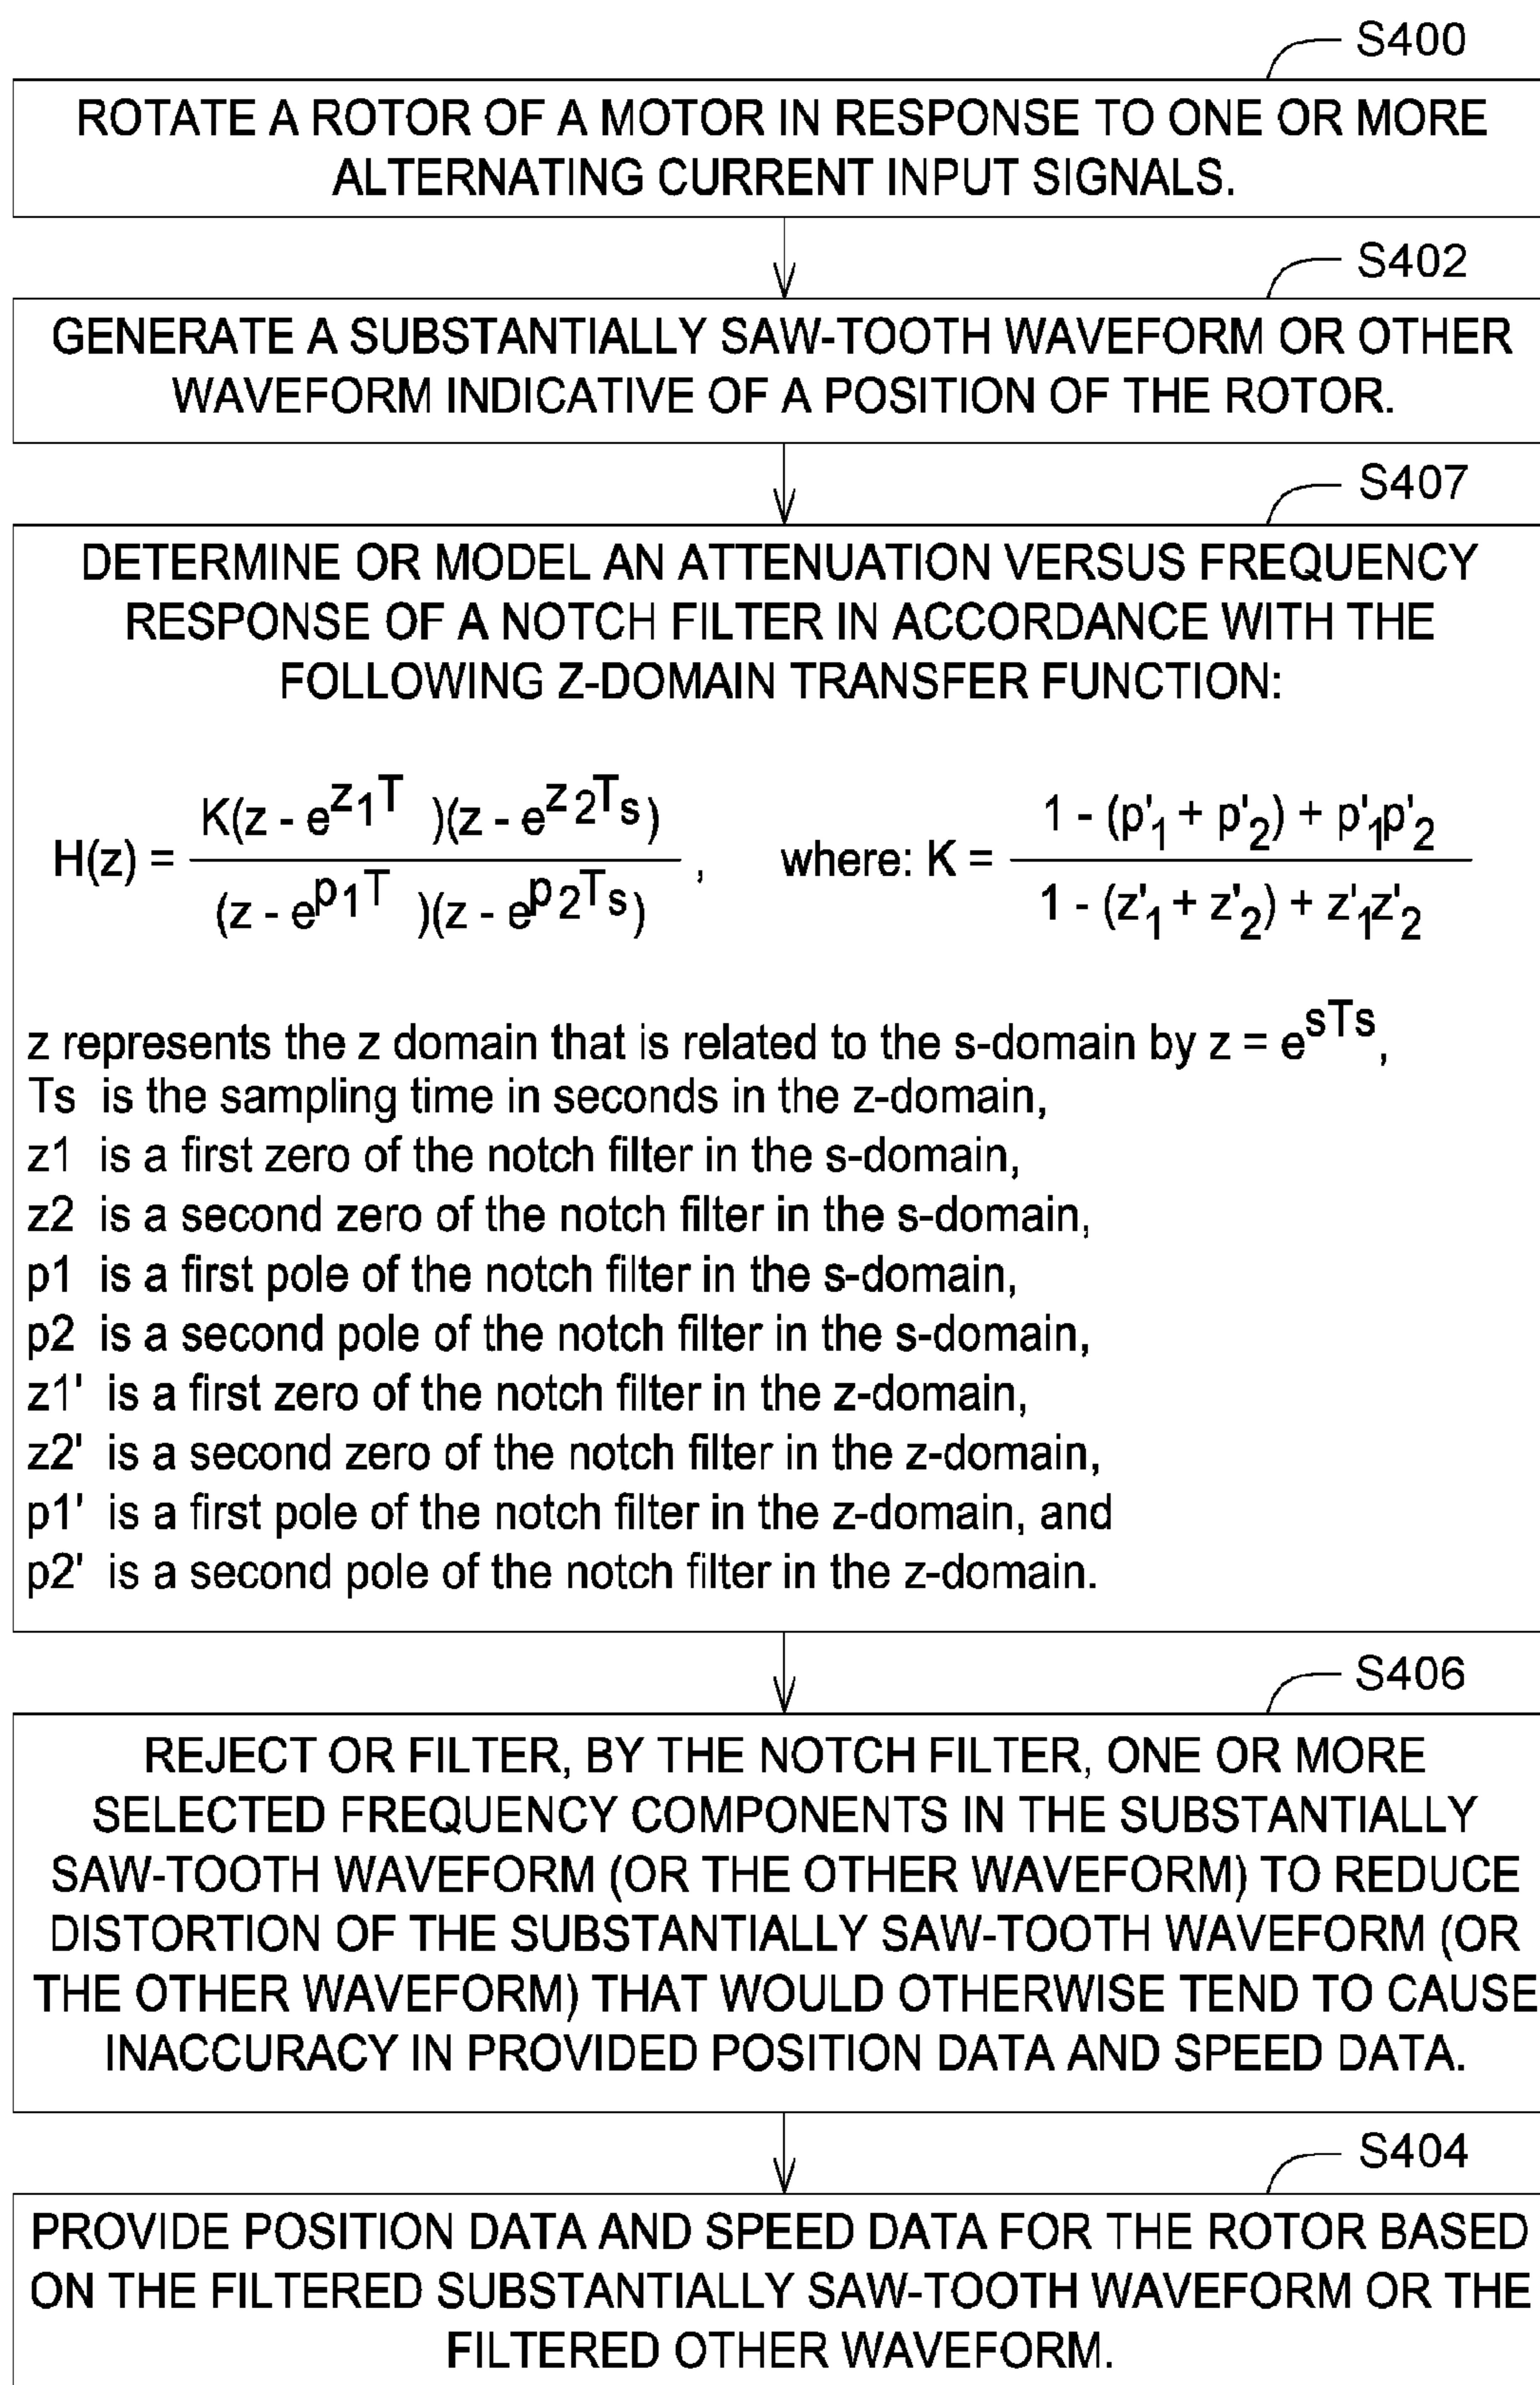 S400
ROTATE A ROTOR OF A MOTOR IN RESPONSE TO ONE OR MORE
ALTERNATING CURRENT INPUT SIGNALS.
S402
GENERATE A SUBSTANTIALLY SAW-TOOTH WAVEFORM OR OTHER
WAVEFORM INDICATIVE OF A POSITION OF THE ROTOR.
S407
DETERMINE OR MODEL AN ATTENUATION VERSUS FREQUENCY
RESPONSE OF A NOTCH FILTER IN ACCORDANCE WITH THE
FOLLOWING Z-DOMAIN TRANSFER FUNCTION:
H(z) = K(z - e^{z_1T})(z - e^{z_2Ts}) / (z - e^{p_1T})(z - e^{p_2Ts}), where: K = 1 - (p'_1 + p'_2) + p'_1p'_2 / 1 - (z'_1 + z'_2) + z'_1z'_2
z represents the z domain that is related to the s-domain by z = e^{sTs},
Ts is the sampling time in seconds in the z-domain,
z1 is a first zero of the notch filter in the s-domain,
z2 is a second zero of the notch filter in the s-domain,
p1 is a first pole of the notch filter in the s-domain,
p2 is a second pole of the notch filter in the s-domain,
z1' is a first zero of the notch filter in the z-domain,
z2' is a second zero of the notch filter in the z-domain,
p1' is a first pole of the notch filter in the z-domain, and
p2' is a second pole of the notch filter in the z-domain.
S406
REJECT OR FILTER, BY THE NOTCH FILTER, ONE OR MORE
SELECTED FREQUENCY COMPONENTS IN THE SUBSTANTIALLY
SAW-TOOTH WAVEFORM (OR THE OTHER WAVEFORM) TO REDUCE
DISTORTION OF THE SUBSTANTIALLY SAW-TOOTH WAVEFORM (OR
THE OTHER WAVEFORM) THAT WOULD OTHERWISE TEND TO CAUSE
INACCURACY IN PROVIDED POSITION DATA AND SPEED DATA.
S404
PROVIDE POSITION DATA AND SPEED DATA FOR THE ROTOR BASED
ON THE FILTERED SUBSTANTIALLY SAW-TOOTH WAVEFORM OR THE
FILTERED OTHER WAVEFORM.